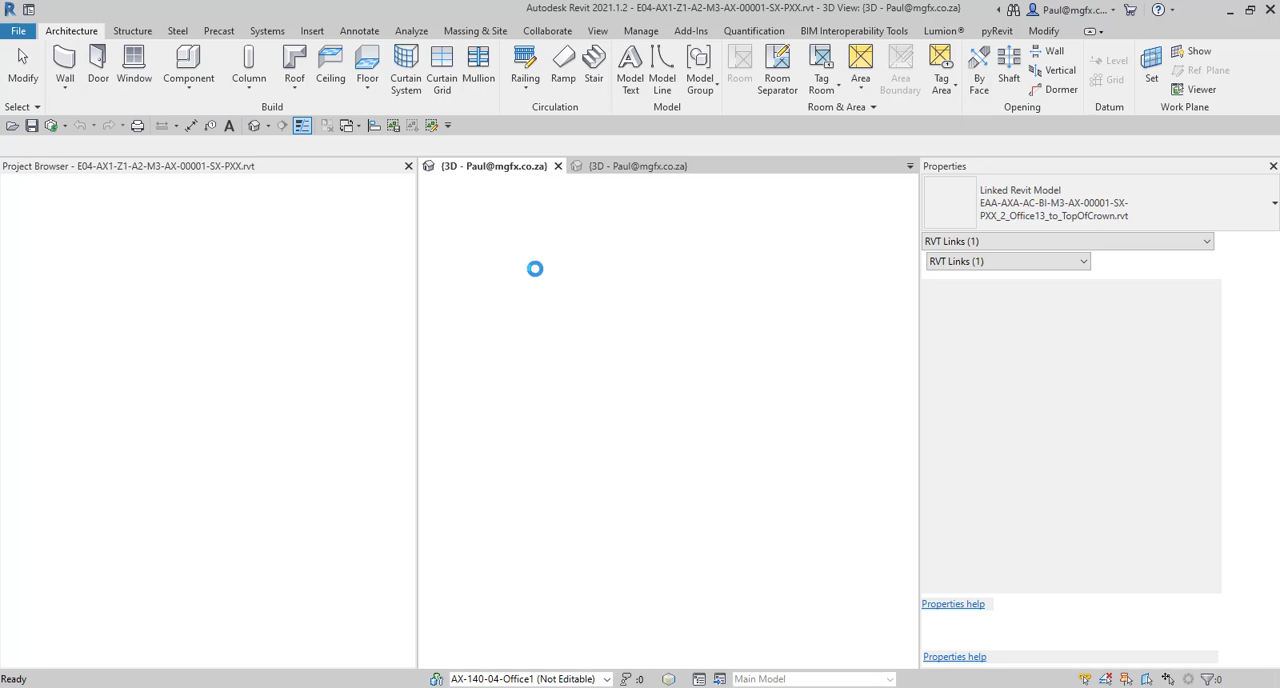 Autodesk Revit 2021.1.2 - E04-AX1-Z1-A2-M3-AX-00001-SX-PXX.rvt - 3D View: {3D - Paul@mgfx.co.za}
Paul@mgfx.c...
File Architecture Structure Steel Precast Systems Insert Annotate Analyze Massing & Site Collaborate View Manage Add-Ins Quantification BIM Interoperability Tools Lumion® pyRevit Modify
Modify Wall Door Window Component Column Roof Ceiling Floor Curtain System Curtain Grid Mullion Railing Ramp Stair Model Text Model Line Model Group Room Room Separator Tag Room Area Area Boundary Tag Area By Face Shaft Wall Vertical Dormer Level Grid Set Show Ref Plane Viewer
Select Build Circulation Model Room & Area Opening Datum Work Plane
Project Browser - E04-AX1-Z1-A2-M3-AX-00001-SX-PXX.rvt
{3D - Paul@mgfx.co.za}
{3D - Paul@mgfx.co.za}
Properties
Linked Revit Model
EAA-AXA-AC-BI-M3-AX-00001-SX-
PXX_2_Office13_to_TopOfCrown.rvt
RVT Links (1)
RVT Links (1)
Properties help
Properties help
Ready
AX-140-04-Office1 (Not Editable)
:0
Main Model
:0